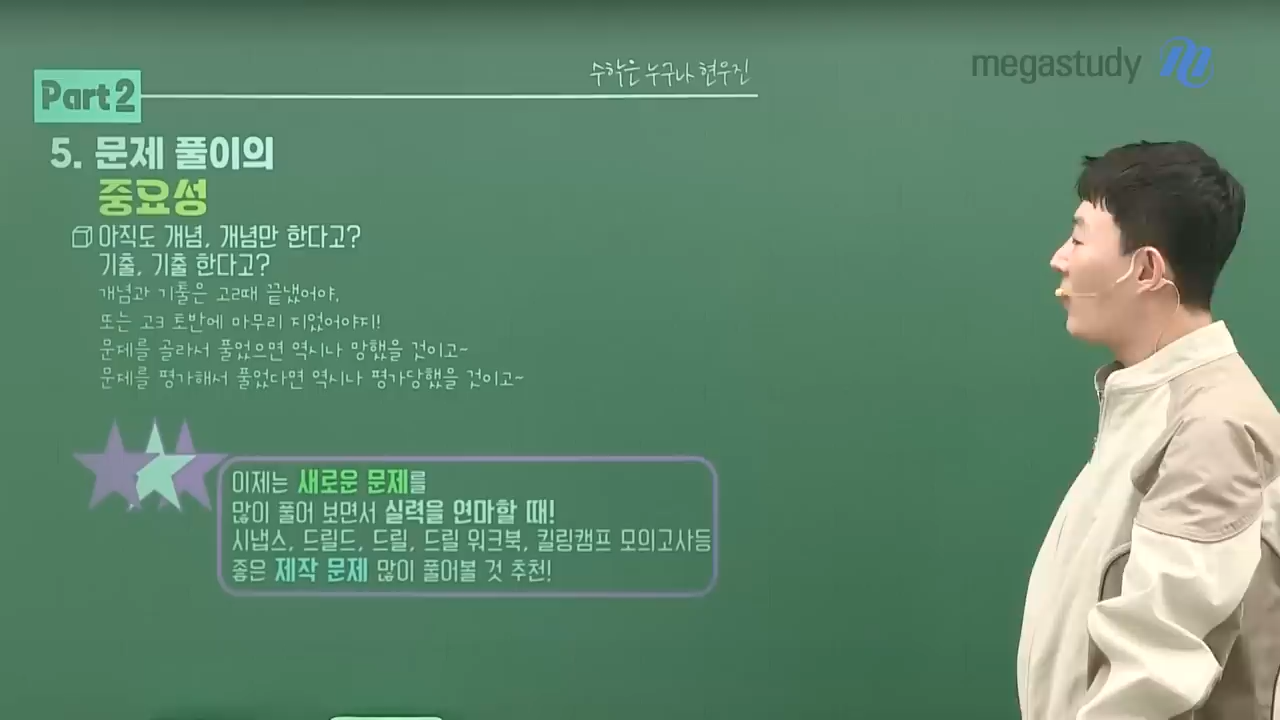 수학은 누구나 현우진
megastudy
Part 2
5. 문제 풀이의
중요성
아직도 개념, 개념만 한다고?
기출, 기출 한다고?
개념과 기출은 고2때 끝냈어야,
또는 고3 초반에 마무리 지었어야지!
문제를 골라서 풀었으면 역시나 망했을 것이고~
문제를 평가해서 풀었다면 역시나 평가당했을 것이고~
이제는 새로운 문제를
많이 풀어 보면서 실력을 연마할 때!
시냅스, 드릴드, 드릴, 드릴 워크북, 킬링캠프 모의고사등
좋은 제작 문제 많이 풀어볼 것 추천!